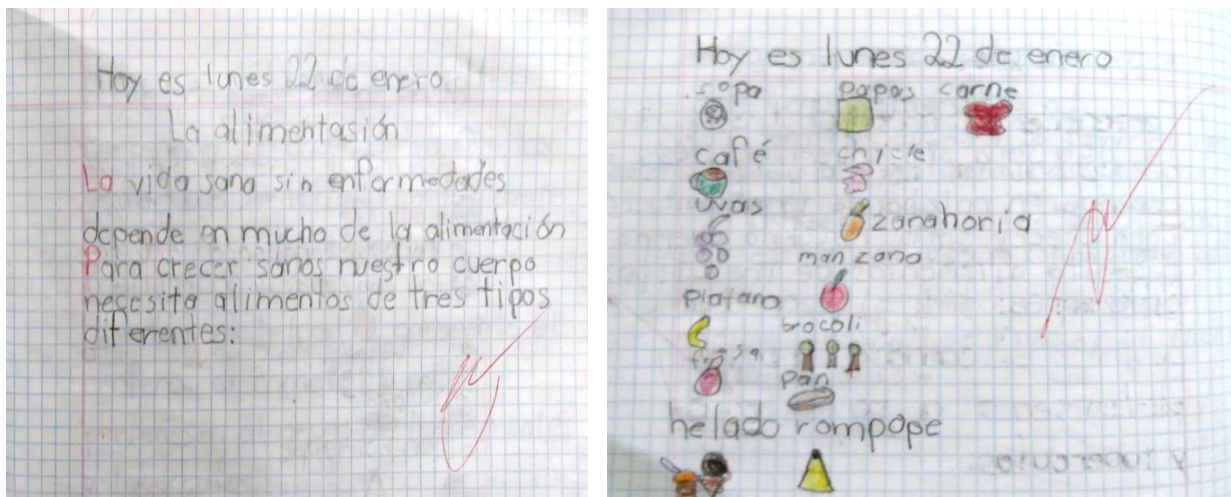 Hoy es lunes 22 de enero
La alimentasión
La vida sana sin enfermedades
depende en mucho de la alimentación
Para crecer sanos nuestro cuerpo
necesita alimentos de tres tipos
diferentes:
Hoy es lunes 22 de enero
sopa papas carne
café chicle
uvas zanahoria
manzana
platano
brocoli
fresa
pan
helado rompope